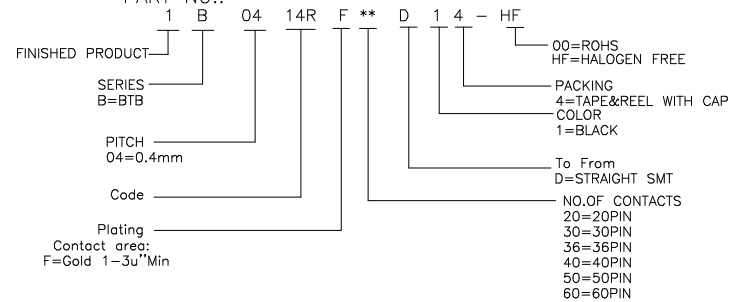 PART NO.:
1 B 04 14R F ** D 1 4 - HF
FINISHED PRODUCT
SERIES
B=BTB
PITCH
04=0.4mm
Code
Plating
Contact area:
F=Gold 1-3u''Min
00=ROHS
HF=HALOGEN FREE
PACKING
4=TAPE&REEL WITH CAP
COLOR
1=BLACK
To From
D=STRAIGHT SMT
NO.OF CONTACTS
20=20PIN
30=30PIN
36=36PIN
40=40PIN
50=50PIN
60=60PIN